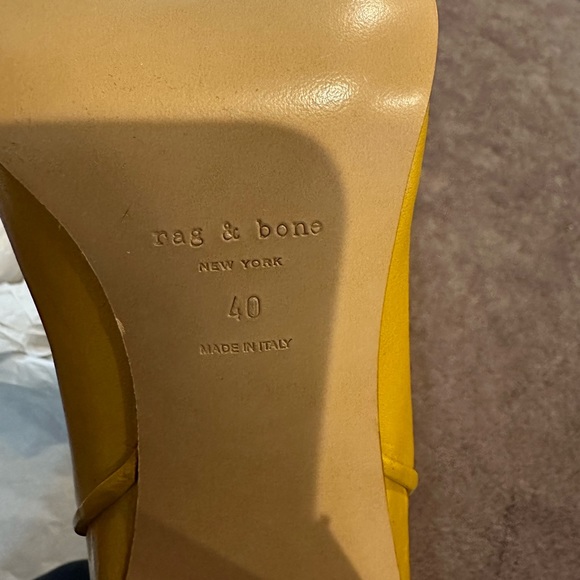 rag & bone
NEW YORK
40
MADE IN ITALY